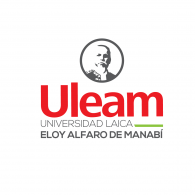 Uleam
UNIVERSIDAD LAICA
ELOY ALFARO DE MANABÍ